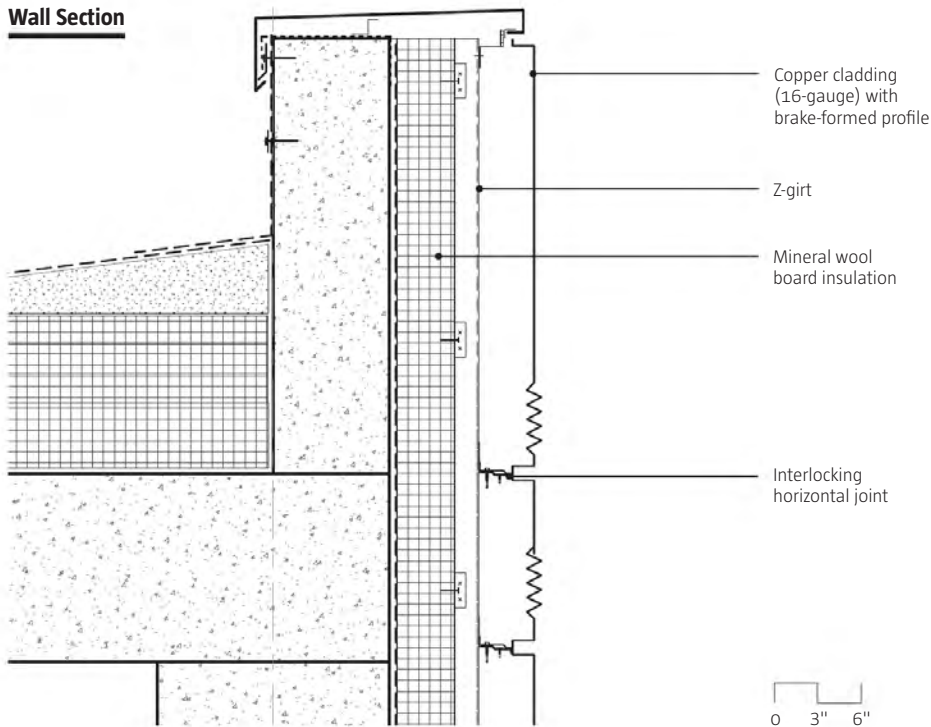 Wall Section
Copper cladding
(16-gauge) with
brake-formed profile
Z-girt
Mineral wool
board insulation
Interlocking
horizontal joint
0 3" 6"